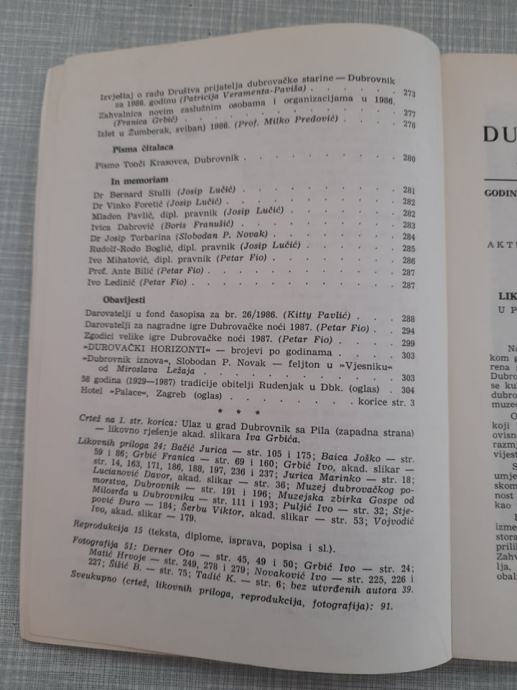 Izvještaj o radu Društva prijatelja dubrovačke starine — Dubrovnik
za 1986. godinu (Patricija Veramenta-Paviša) . . . . 273
Zahvalnica novim zaslužnim osobama i organizacijama u 1986.
(Franica Grbić) . . . . 277
Izlet u Žumberak, svibanj 1986. (Prof. Milko Predović) . . . 278
Pisma čitalaca
Pismo Tonči Krasovca, Dubrovnik . . . . 280
In memoriam
Dr Bernard Stulli (Josip Lučić) . . . . 281
Dr Vinko Foretić (Josip Lučić) . . . . 282
Mladen Pavlić, dipl. pravnik (Josip Lučić) . . . . 282
Ivica Dabrović (Boris Franušić) . . . . 283
Dr Josip Torbarina (Slobodan P. Novak) . . . . 284
Rudolf-Rodo Boglić, dipl. pravnik (Josip Lučić) . . . . 285
Ivo Mihatović, dipl. pravnik (Petar Fio) . . . . 286
Prof. Ante Bilić (Petar Fio) . . . . 287
Ivo Ledinić (Petar Fio) . . . . 287
Obavijesti
Darovatelji u fond časopisa za br. 26/1986. (Kitty Pavlić) . . . 288
Darovatelji za nagradne igre Dubrovačke noći 1987. (Petar Fio) . 294
Zgodici velike igre Dubrovačke noći 1987. (Petar Fio) . . . 299
»DUROVAČKI HORIZONTI« — brojevi po godinama . . . 303
»Dubrovnik iznova«, Slobodan P. Novak — feljton u »Vjesniku«
od Miroslava Ležaja . . . . 303
58 godina (1929—1987) tradicije obitelji Rudenjak u Dbk. (oglas) . 304
Hotel »Palace«, Zagreb (oglas) . . . . korice str. 3
* * *
Crtež na 1. str. korica: Ulaz u grad Dubrovnik sa Pila (zapadna strana)
— likovno rješenje akad. slikara Iva Grbića.
Likovnih priloga 24; Bačić Jurica — str. 105 i 175; Baica Joško — str.
59 i 86; Grbić Franica — str. 69 i 160; Grbić Ivo, akad. slikar —
str. 14, 163, 171, 186, 188, 197, 236 i 237; Jurica Marinko — str. 18;
Lucianović Davor, akad. slikar — str. 36; Muzej dubrovačkog po-
morstva, Dubrovnik — str. 191 i 196; Muzejska zbirka Gospe od
Milosrđa u Dubrovniku — str. 111 i 193; Puljić Ivo — str. 32; Stje-
pović Đuro — 184; Serbu Viktor, akad. slikar — str. 53; Vojvodić
Ivo, akad. slikar — 179.
Reprodukcija 15 (teksta, diplome, isprava, popisa i sl.).
Fotografija 51: Derner Oto — str. 45, 49 i 50; Grbić Ivo — str. 24;
Matić Hrvoje — str. 249, 278 i 279; Novaković Ivo — str. 225, 226 i
227; Šilić B. — str. 75; Tadić K. — str. 6; bez utvrđenih autora 39.
Sveukupno (crtež, likovnih priloga, reprodukcija, fotografija): 91.
DU
GODIN
AKT
LIK
U P